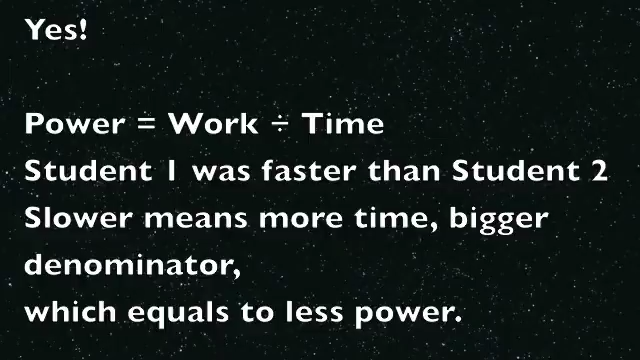 Yes!
Power = Work ÷ Time
Student 1 was faster than Student 2
Slower means more time, bigger
denominator,
which equals to less power.